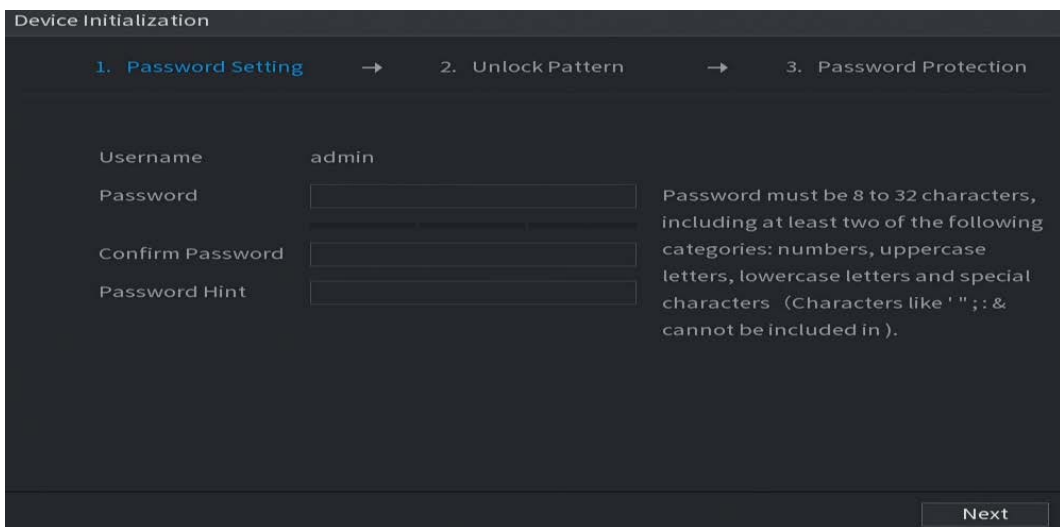 Device Initialization
1. Password Setting → 2. Unlock Pattern → 3. Password Protection
Username admin
Password
Confirm Password
Password Hint
Password must be 8 to 32 characters,
including at least two of the following
categories: numbers, uppercase
letters, lowercase letters and special
characters (Characters like ' " ; : &
cannot be included in ).
Next